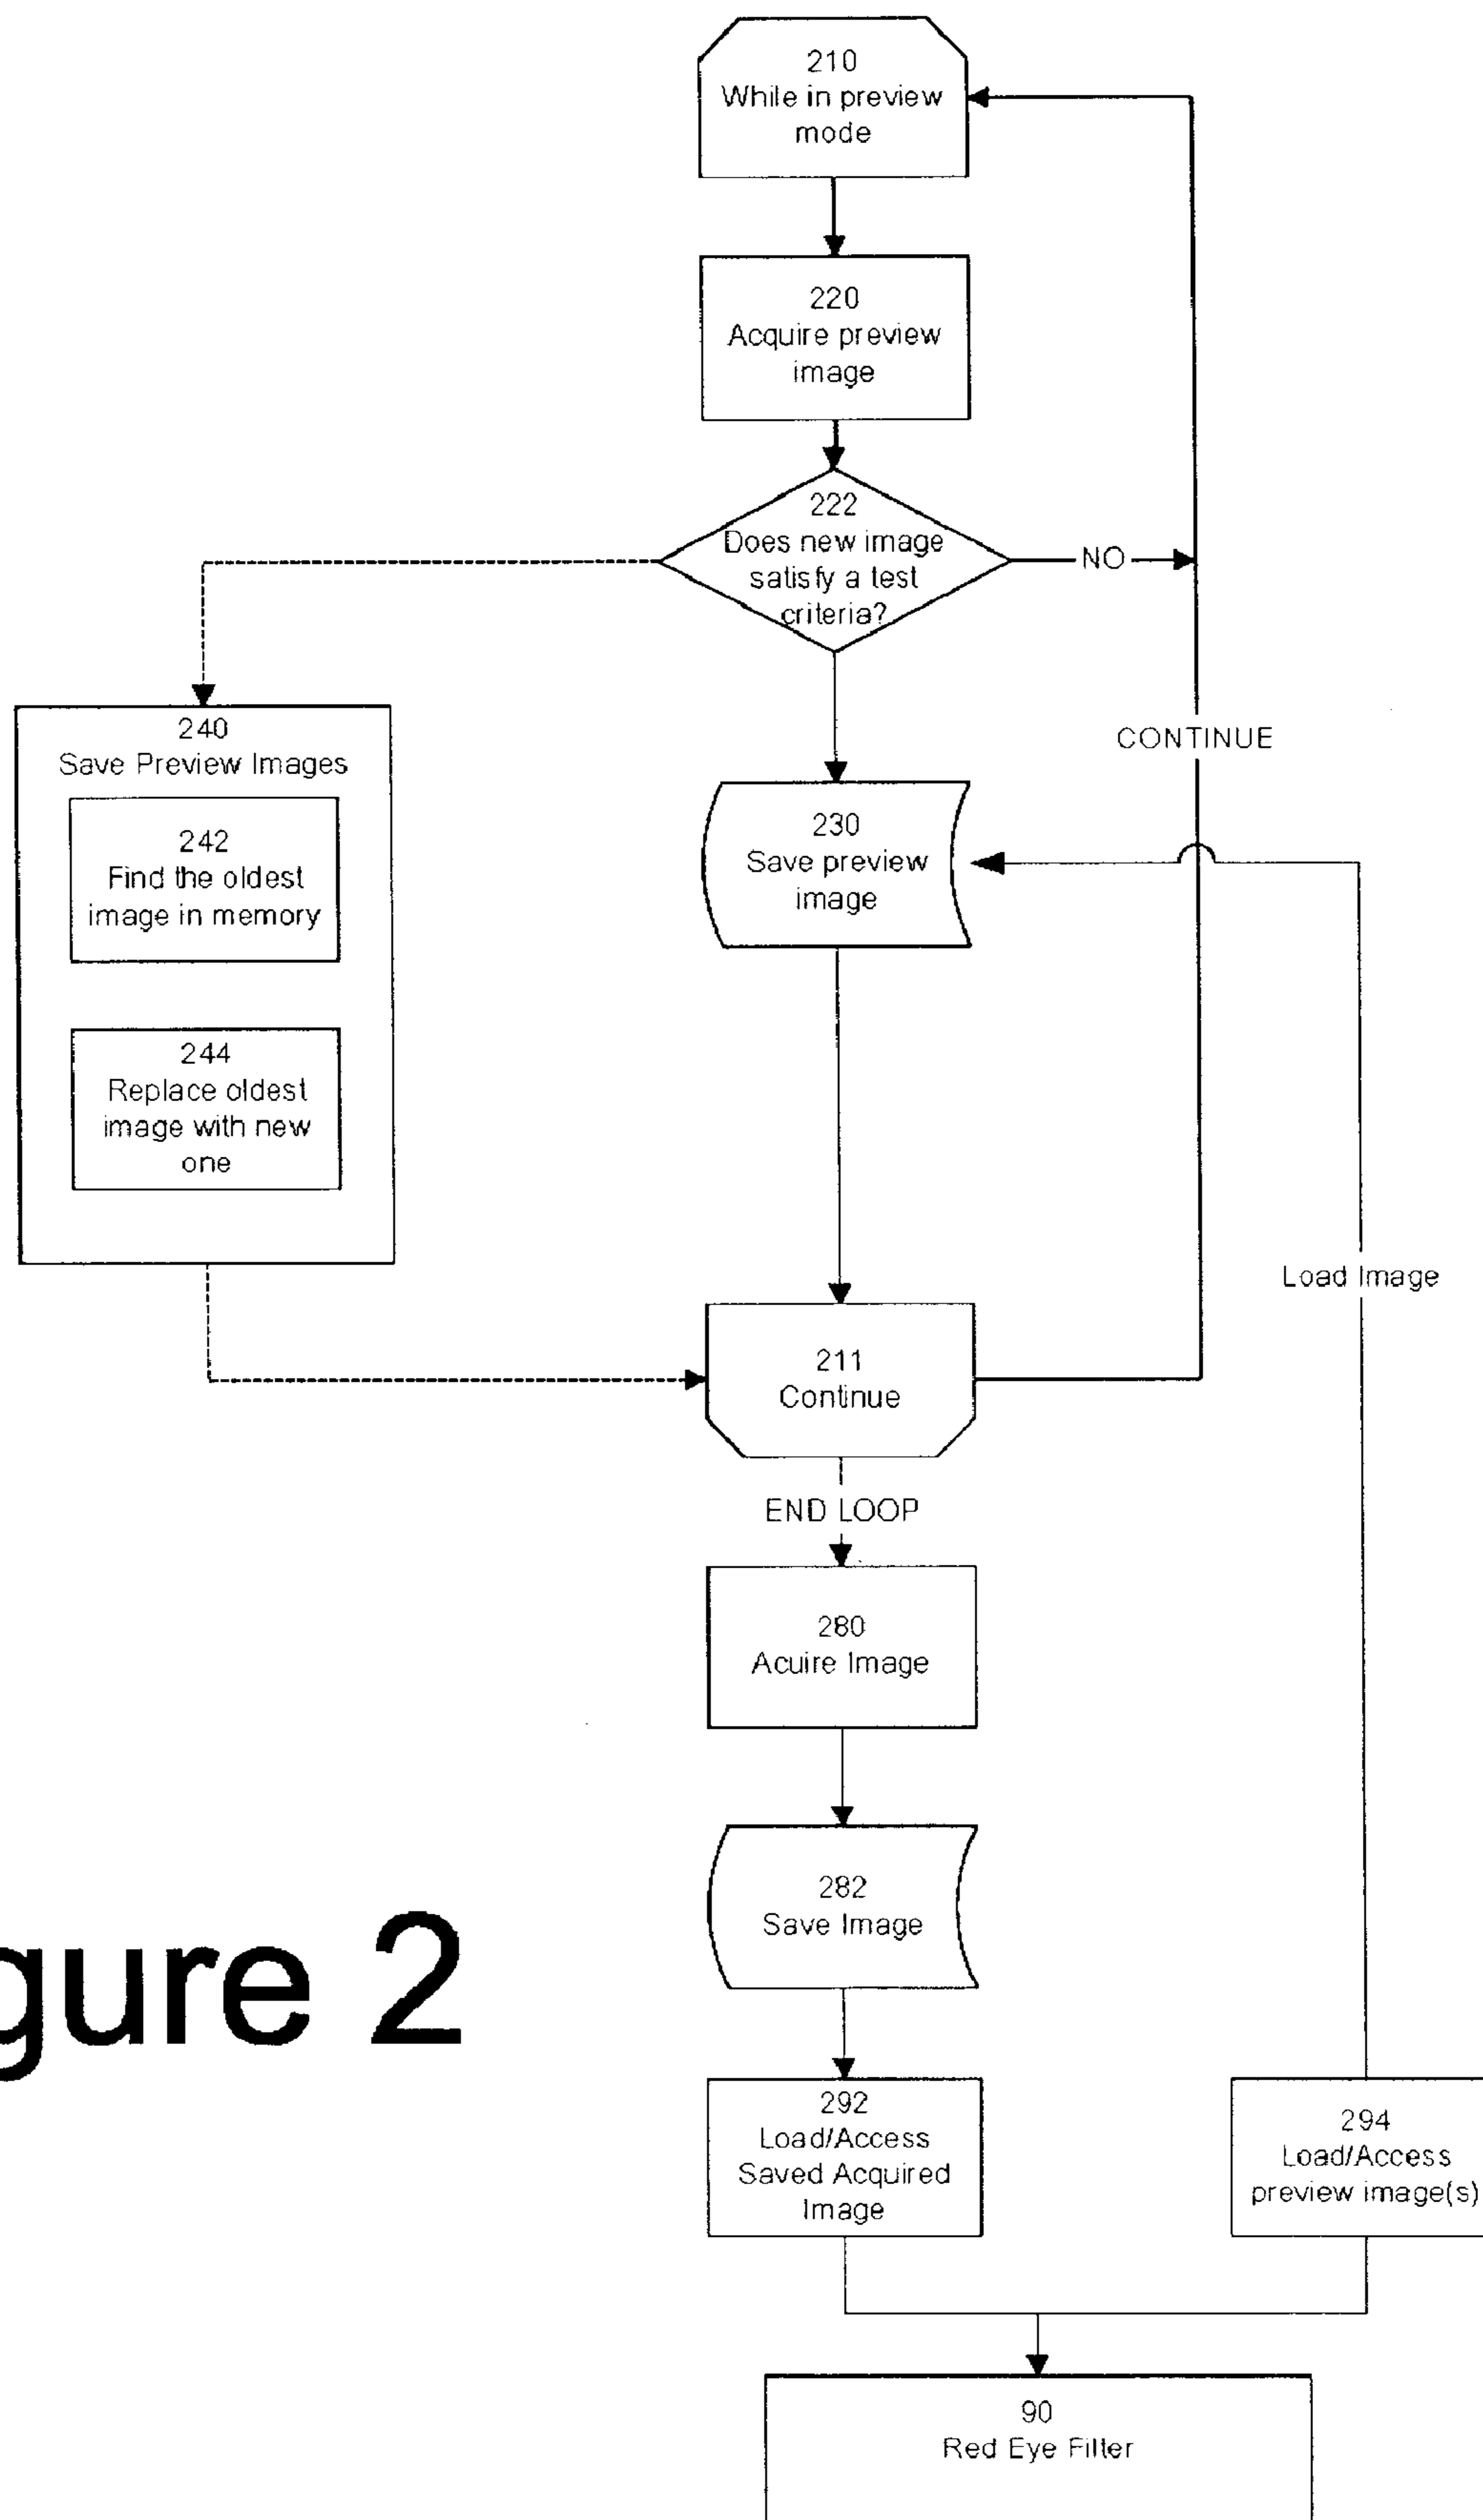 210
While in preview
mode
220
Acquire preview
image
222
Does new image
satisfy a test
criteria?
NO
CONTINUE
240
Save Preview Images
242
Find the oldest
image in memory
244
Replace oldest
image with new
one
230
Save preview
image
Load Image
211
Continue
END LOOP
280
Acuire Image
282
Save Image
292
Load/Access
Saved Acquired
Image
294
Load/Access
preview image(s)
90
Red Eye Filter
gure 2